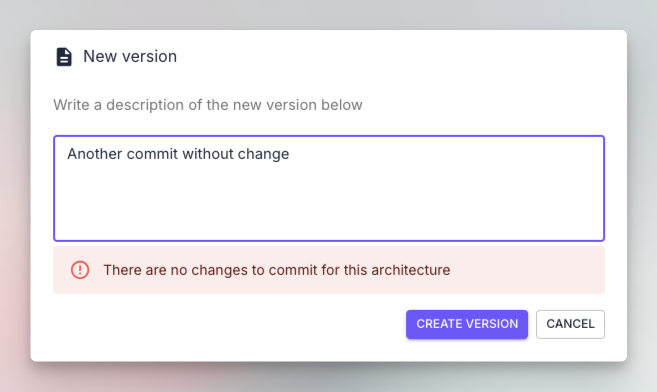 New version
Write a description of the new version below
Another commit without change
There are no changes to commit for this architecture
CREATE VERSION
CANCEL